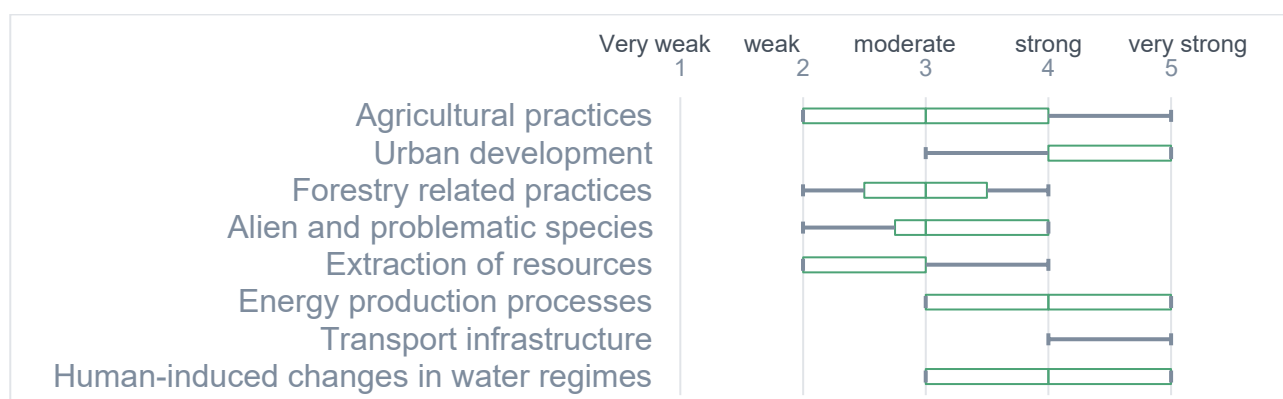 Very weak weak moderate strong very strong
1 2 3 4 5
Agricultural practices
Urban development
Forestry related practices
Alien and problematic species
Extraction of resources
Energy production processes
Transport infrastructure
Human-induced changes in water regimes